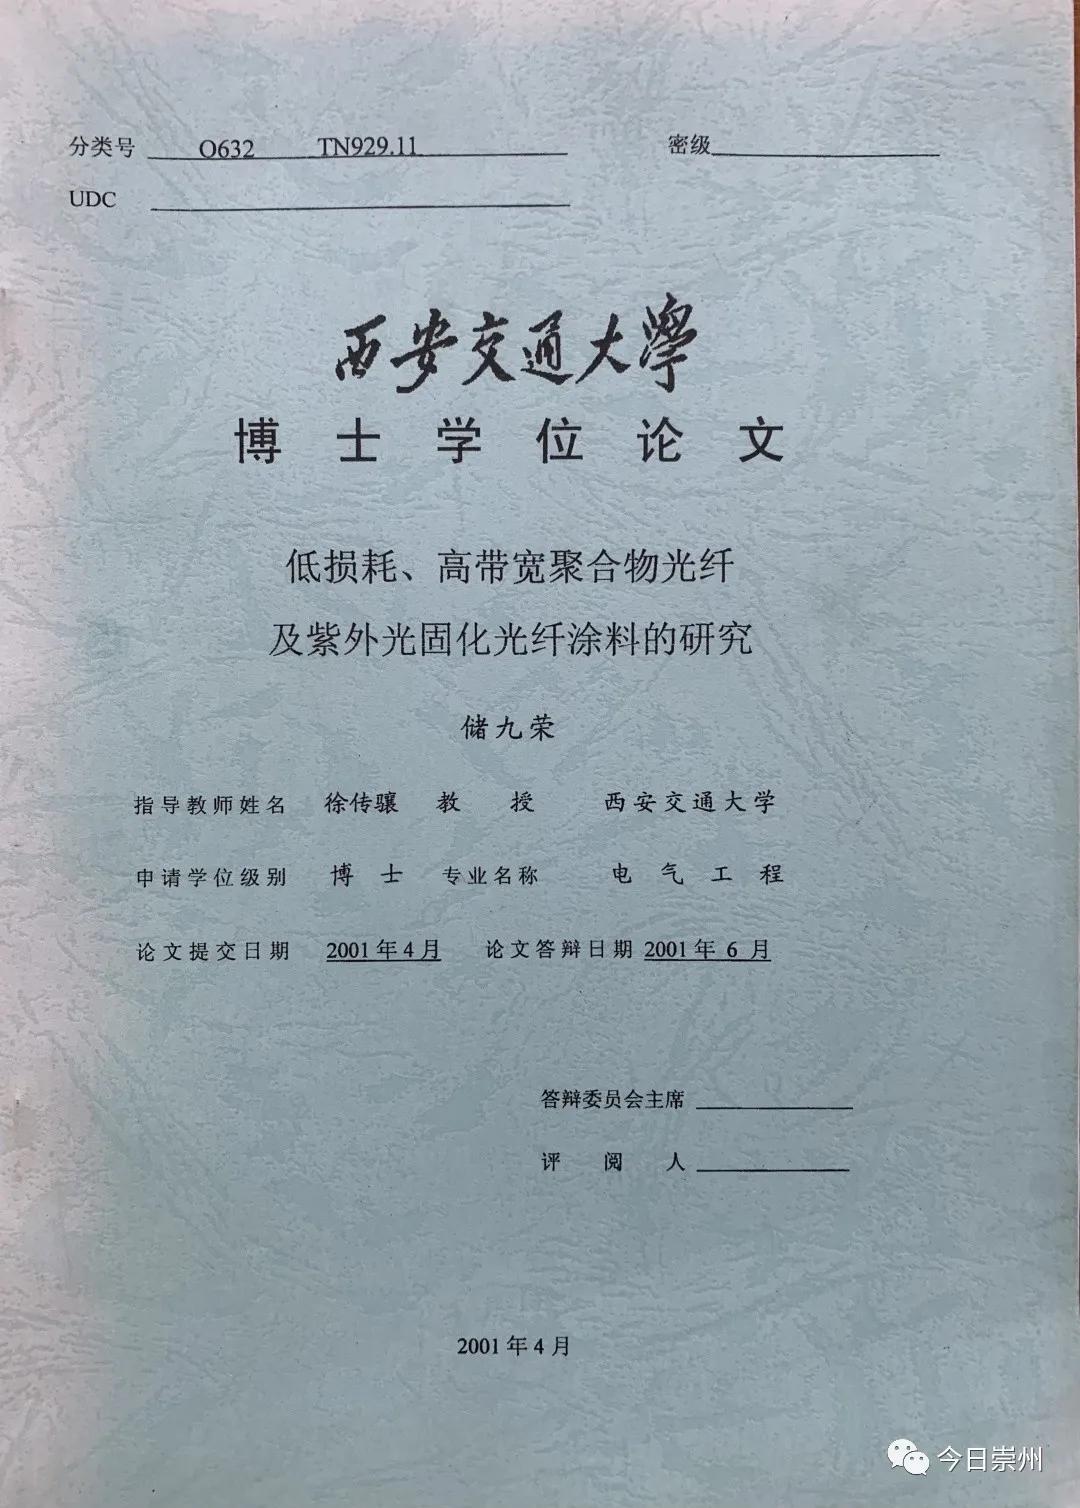 分类号 O632 TN929.11 密级
UDC
西安交通大學
博士学位论文
低损耗、高带宽聚合物光纤
及紫外光固化光纤涂料的研究
储九荣
指导教师姓名 徐传骧 教授 西安交通大学
申请学位级别 博士 专业名称 电气工程
论文提交日期 2001年4月 论文答辩日期 2001年6月
答辩委员会主席
评阅人
2001年4月
今日崇州